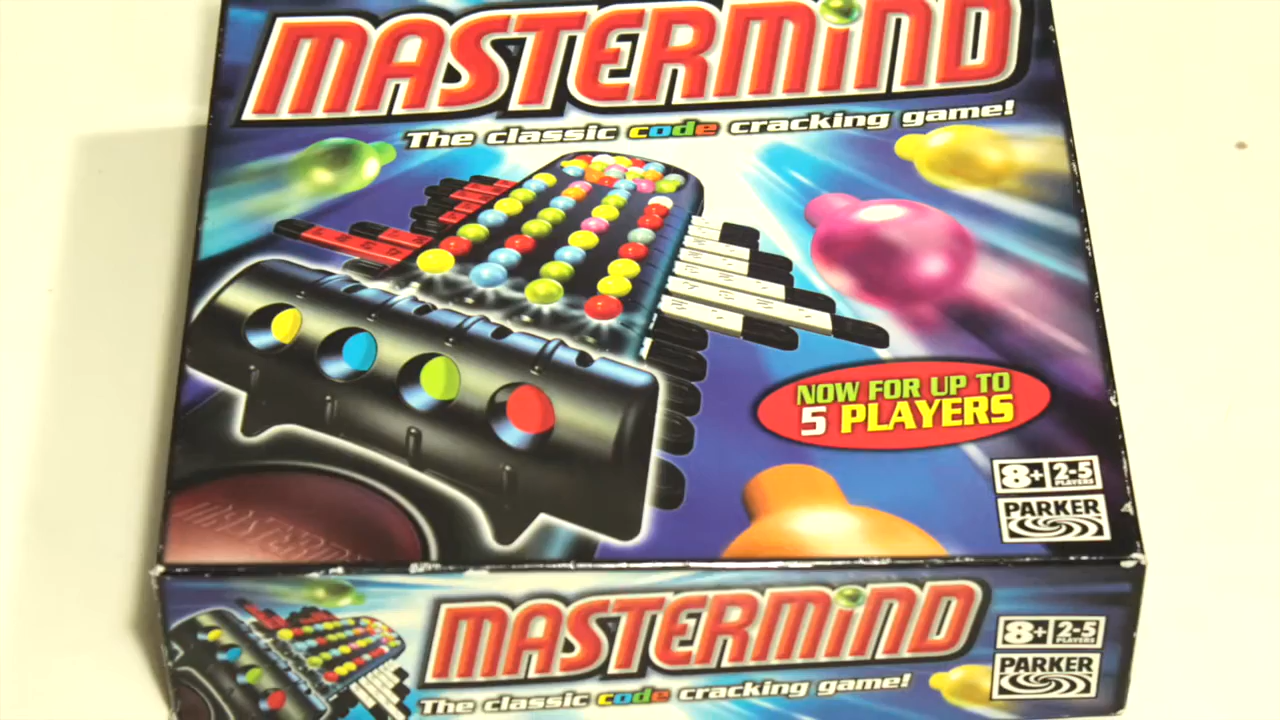 MASTERMIND
The classic code cracking game!
NOW FOR UP TO
5 PLAYERS
8+ 2-5
PLAYERS
PARKER
MASTERMIND
MASTERMIND
The classic code cracking game!
8+ 2-5
PLAYERS
PARKER